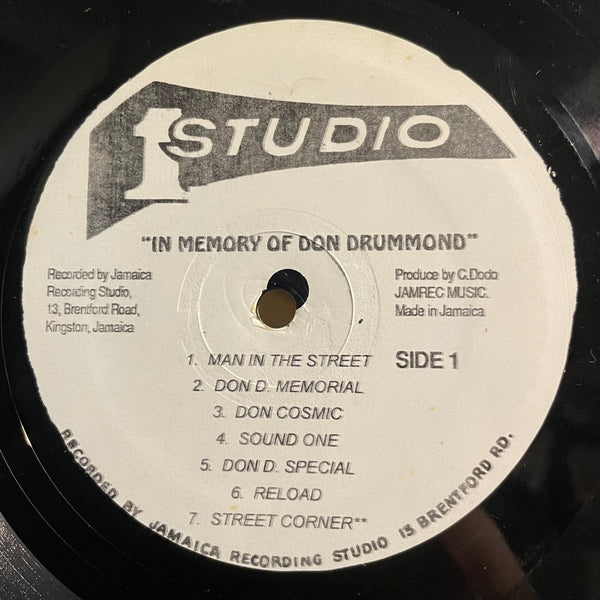 1 STUDIO
"IN MEMORY OF DON DRUMMOND"
Recorded by Jamaica
Recording Studio,
13, Brentford Road,
Kingston, Jamaica
Produce by C.Dodo
JAMREC MUSIC.
Made in Jamaica
SIDE 1
1. MAN IN THE STREET
2. DON D. MEMORIAL
3. DON COSMIC
4. SOUND ONE
5. DON D. SPECIAL
6. RELOAD
7. STREET CORNER**
RECORDED BY JAMAICA RECORDING STUDIO 13 BRENTFORD RD.